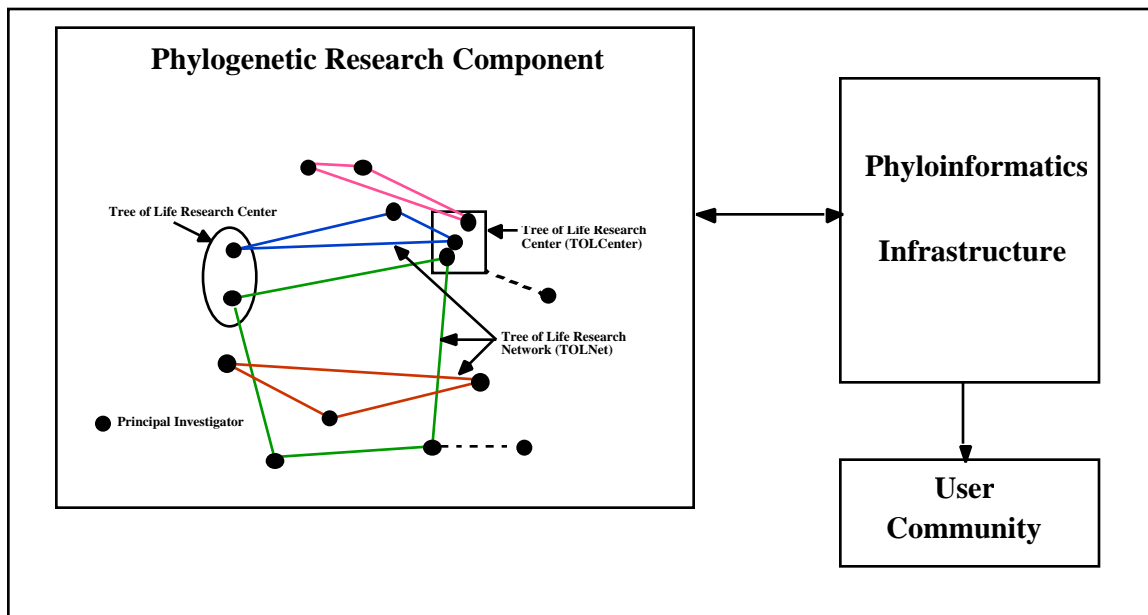 Phylogenetic Research Component
Tree of Life Research Center
Tree of Life Research
Center (TOLCenter)
Tree of Life Research
Network (TOLNet)
Principal Investigator
Phyloinformatics
Infrastructure
User
Community